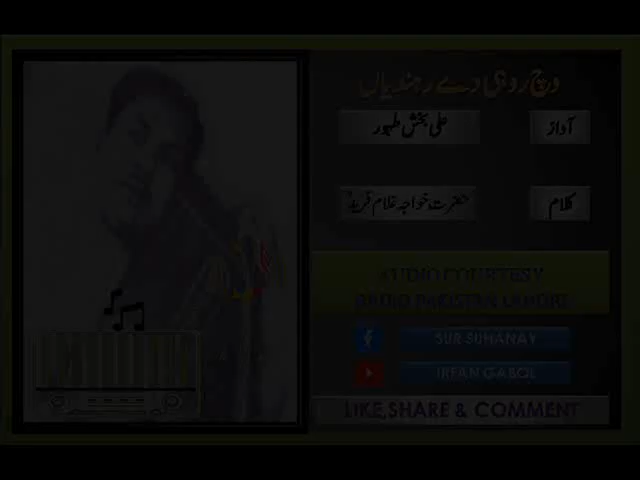 وچ روہی دے رہندیاں
آواز
علی بخش ظہور
کلام
حضرت خواجہ غلام فریدؒ
AUDIO COURTESY
RADIO PAKISTAN LAHORE
SUR SUHANAY
IRFAN GABOL
LIKE,SHARE & COMMENT